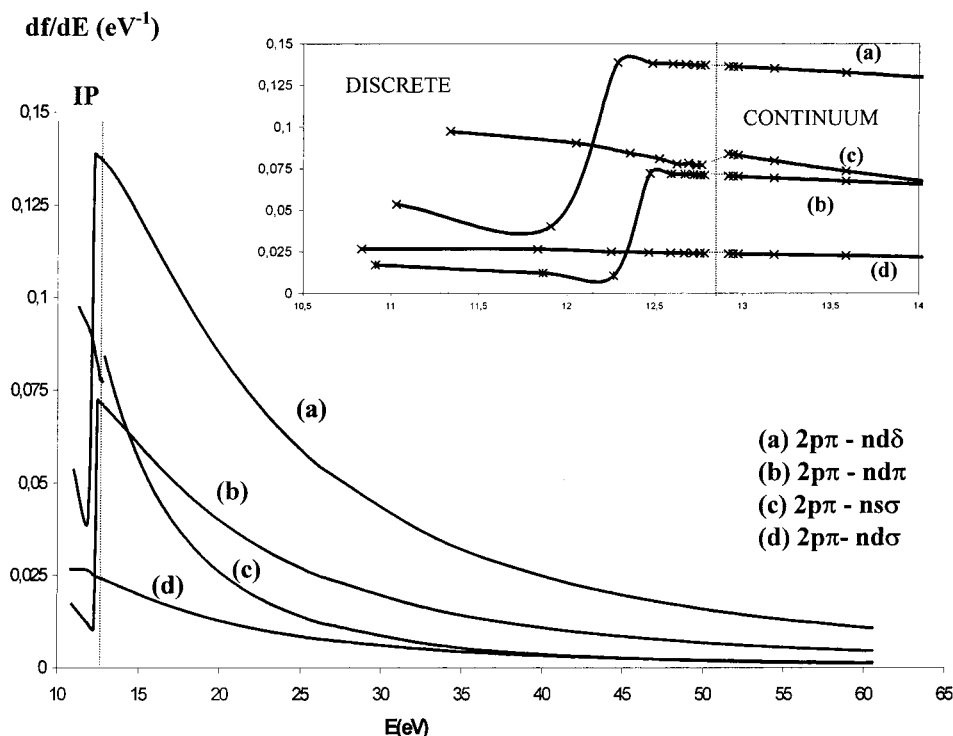 df/dE (eV⁻¹)
IP
0,15
0,125
0,1
0,075
0,05
0,025
0
10
15
20
25
30
35
40
45
50
55
60
65
E(eV)
(a)
(b)
(c)
(d)
(a) 2pπ - ndδ
(b) 2pπ - ndπ
(c) 2pπ - nsσ
(d) 2pπ- ndσ
0,15
0,125
0,1
0,075
0,05
0,025
0
10,5
11
11,5
12
12,5
13
13,5
14
DISCRETE
CONTINUUM
(a)
(c)
(b)
(d)